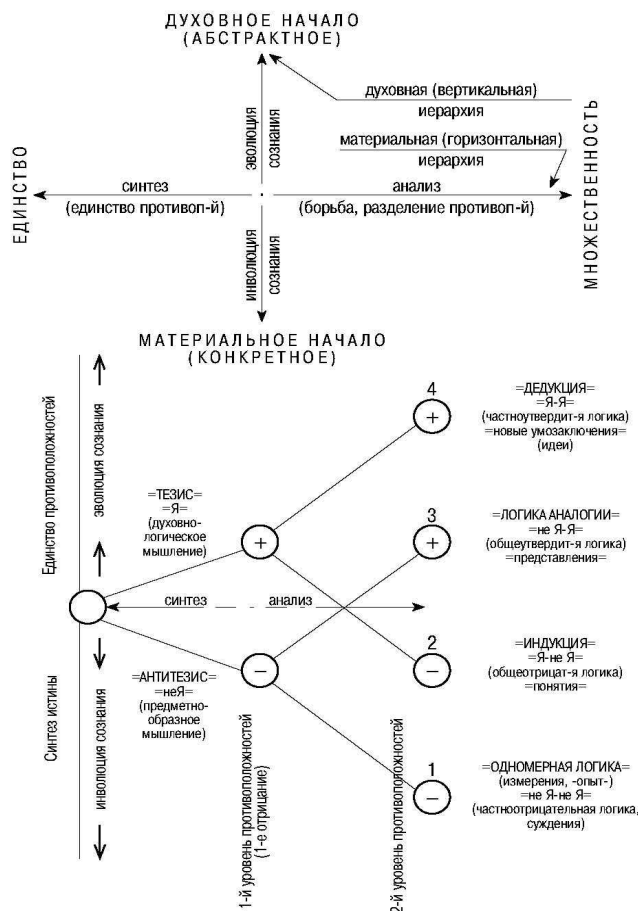 ДУХОВНОЕ НАЧАЛО
(АБСТРАКТНОЕ)
духовная (вертикальная)
иерархия
материальная (горизонтальная)
иерархия
эволюция
сознания
ЕДИНСТВО
синтез
(единство противоп-й)
анализ
(борьба, разделение противоп-й)
МНОЖЕСТВЕННОСТЬ
инволюция
сознания
МАТЕРИАЛЬНОЕ НАЧАЛО
(КОНКРЕТНОЕ)
Единство противоположностей
эволюция сознания
4
+
=ДЕДУКЦИЯ=
=Я-Я=
(частноутвердит-я логика)
=новые умозаключения=
(идеи)
=ТЕЗИС=
=Я=
(духовно-
логическое
мышление)
+
3
+
=ЛОГИКА АНАЛОГИИ=
=не Я-Я=
(общеутвердит-я логика)
=представления=
синтез
анализ
Синтез истины
инволюция сознания
=АНТИТЕЗИС=
=неЯ=
(предметно-
образное
мышление)
−
2
−
=ИНДУКЦИЯ=
=Я-не Я=
(общеотрицат-я логика)
=понятия=
1
−
=ОДНОМЕРНАЯ ЛОГИКА=
(измерения, -опыт-)
=не Я-не Я=
(частноотрицательная логика,
суждения)
1-й уровень противоположностей
(1-е отрицание)
2-й уровень противоположностей